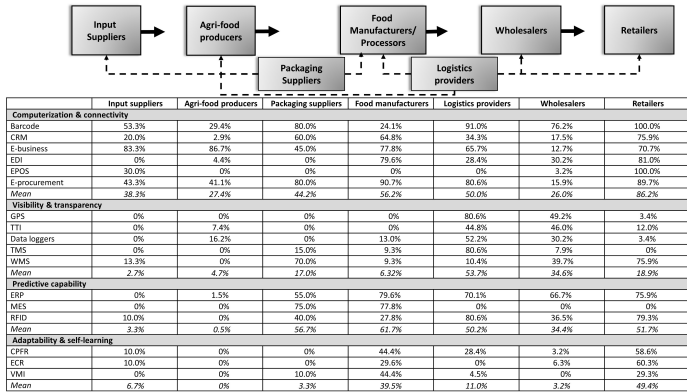 Input Suppliers
Agri-food producers
Food Manufacturers/ Processors
Wholesalers
Retailers
Packaging Suppliers
Logistics providers
Input suppliers Agri-food producers Packaging suppliers Food manufacturers Logistics providers Wholesalers Retailers
Computerization & connectivity
Barcode 53.3% 29.4% 80.0% 24.1% 91.0% 76.2% 100.0%
CRM 20.0% 2.9% 60.0% 64.8% 34.3% 17.5% 75.9%
E-business 83.3% 86.7% 45.0% 77.8% 65.7% 12.7% 70.7%
EDI 0% 4.4% 0% 79.6% 28.4% 30.2% 81.0%
EPOS 30.0% 0% 0% 0% 0% 3.2% 100.0%
E-procurement 43.3% 41.1% 80.0% 90.7% 80.6% 15.9% 89.7%
Mean 38.3% 27.4% 44.2% 56.2% 50.0% 26.0% 86.2%
Visibility & transparency
GPS 0% 0% 0% 0% 80.6% 49.2% 3.4%
TTI 0% 7.4% 0% 0% 44.8% 46.0% 12.0%
Data loggers 0% 16.2% 0% 13.0% 52.2% 30.2% 3.4%
TMS 0% 0% 15.0% 9.3% 80.6% 7.9% 0%
WMS 13.3% 0% 70.0% 9.3% 10.4% 39.7% 75.9%
Mean 2.7% 4.7% 17.0% 6.32% 53.7% 34.6% 18.9%
Predictive capability
ERP 0% 1.5% 55.0% 79.6% 70.1% 66.7% 75.9%
MES 0% 0% 75.0% 77.8% 0% 0% 0%
RFID 10.0% 0% 40.0% 27.8% 80.6% 36.5% 79.3%
Mean 3.3% 0.5% 56.7% 61.7% 50.2% 34.4% 51.7%
Adaptability & self-learning
CPFR 10.0% 0% 0% 44.4% 28.4% 3.2% 58.6%
ECR 10.0% 0% 0% 29.6% 0% 6.3% 60.3%
VMI 0% 0% 10.0% 44.4% 4.5% 0% 29.3%
Mean 6.7% 0% 3.3% 39.5% 11.0% 3.2% 49.4%